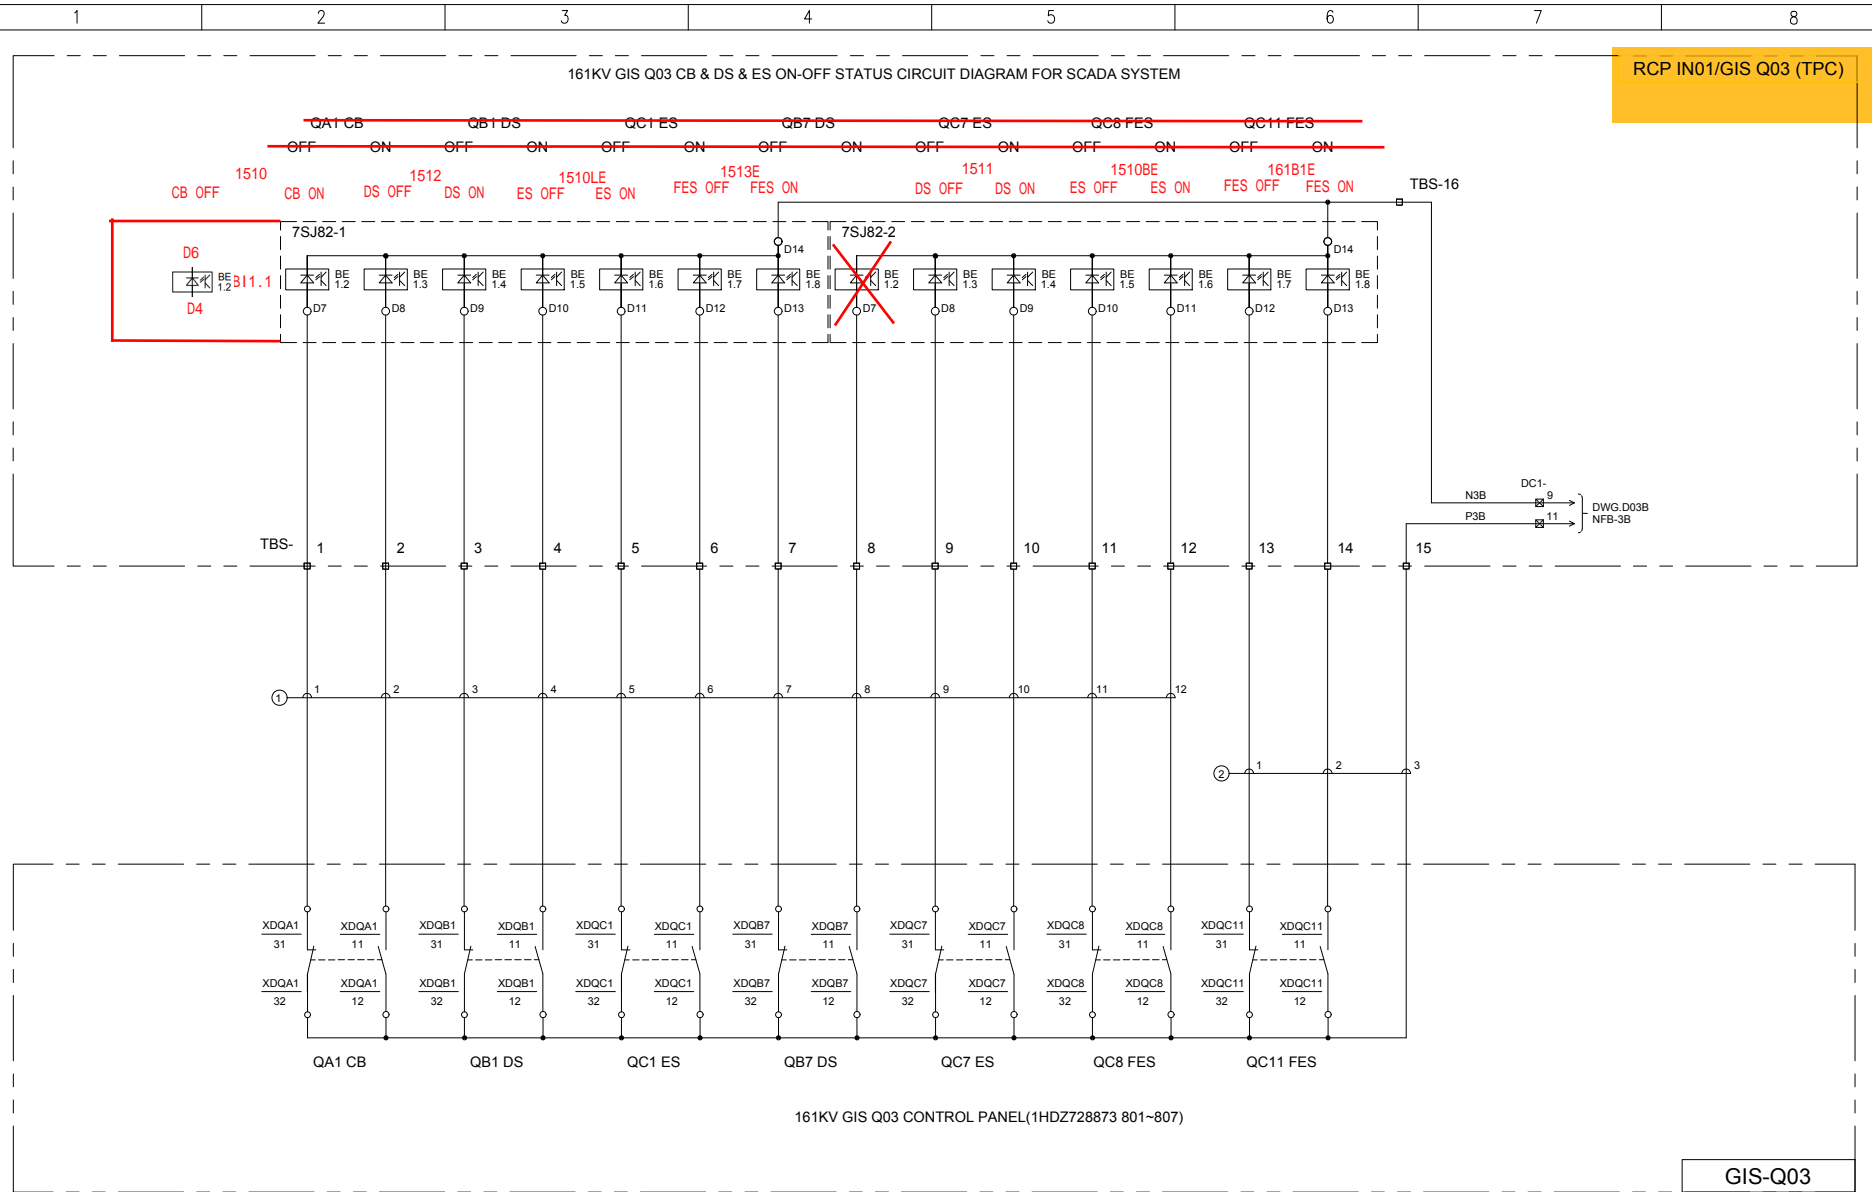 1 2 3 4 5 6 7 8
161KV GIS Q03 CB & DS & ES ON-OFF STATUS CIRCUIT DIAGRAM FOR SCADA SYSTEM
RCP IN01/GIS Q03 (TPC)
QA1 CB QB1 DS QC1 ES QB7 DS QC7 ES QC8 FES QC11 FES
OFF ON OFF ON OFF ON OFF ON OFF ON OFF ON OFF ON
1510 1512 1510LE 1513E 1511 1510BE 161B1E
CB OFF CB ON DS OFF DS ON ES OFF ES ON FES OFF FES ON DS OFF DS ON ES OFF ES ON FES OFF FES ON
TBS-16
7SJ82-1 7SJ82-2
D6 D14 D14
BE BI1.1 BE BE BE BE BE BE BE BE BE BE BE BE BE BE
1.2 1.2 1.3 1.4 1.5 1.6 1.7 1.8 1.2 1.3 1.4 1.5 1.6 1.7 1.8
D4 D7 D8 D9 D10 D11 D12 D13 D7 D8 D9 D10 D11 D12 D13
DC1-
N3B 9
P3B 11
DWG.D03B
NFB-3B
TBS- 1 2 3 4 5 6 7 8 9 10 11 12 13 14 15
1 1 2 3 4 5 6 7 8 9 10 11 12
2 1 2 3
XDQA1 XDQA1 XDQB1 XDQB1 XDQC1 XDQC1 XDQB7 XDQB7 XDQC7 XDQC7 XDQC8 XDQC8 XDQC11 XDQC11
31 11 31 11 31 11 31 11 31 11 31 11 31 11
XDQA1 XDQA1 XDQB1 XDQB1 XDQC1 XDQC1 XDQB7 XDQB7 XDQC7 XDQC7 XDQC8 XDQC8 XDQC11 XDQC11
32 12 32 12 32 12 32 12 32 12 32 12 32 12
QA1 CB QB1 DS QC1 ES QB7 DS QC7 ES QC8 FES QC11 FES
161KV GIS Q03 CONTROL PANEL(1HDZ728873 801~807)
GIS-Q03